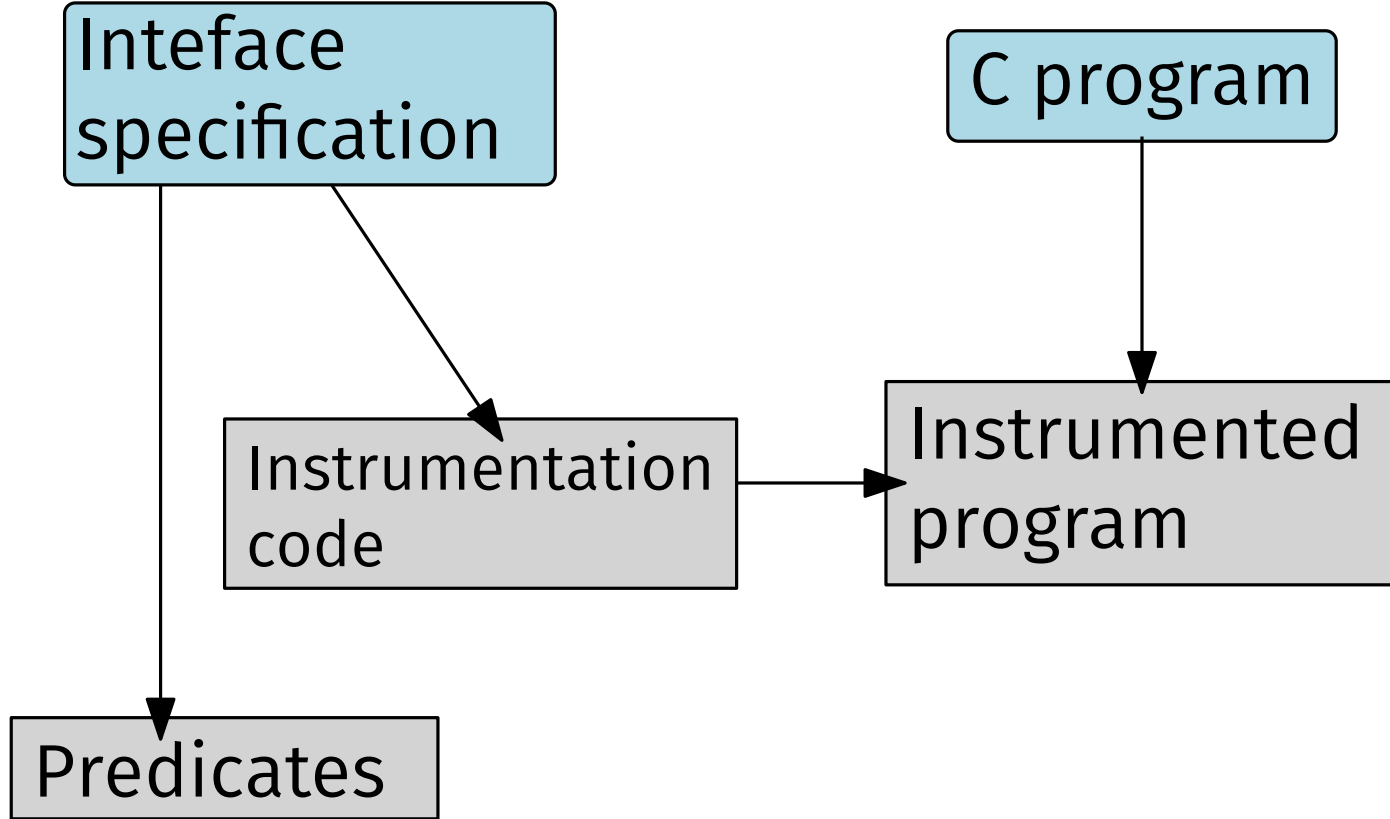 Inteface
specification
C program
Instrumentation
code
Instrumented
program
Predicates